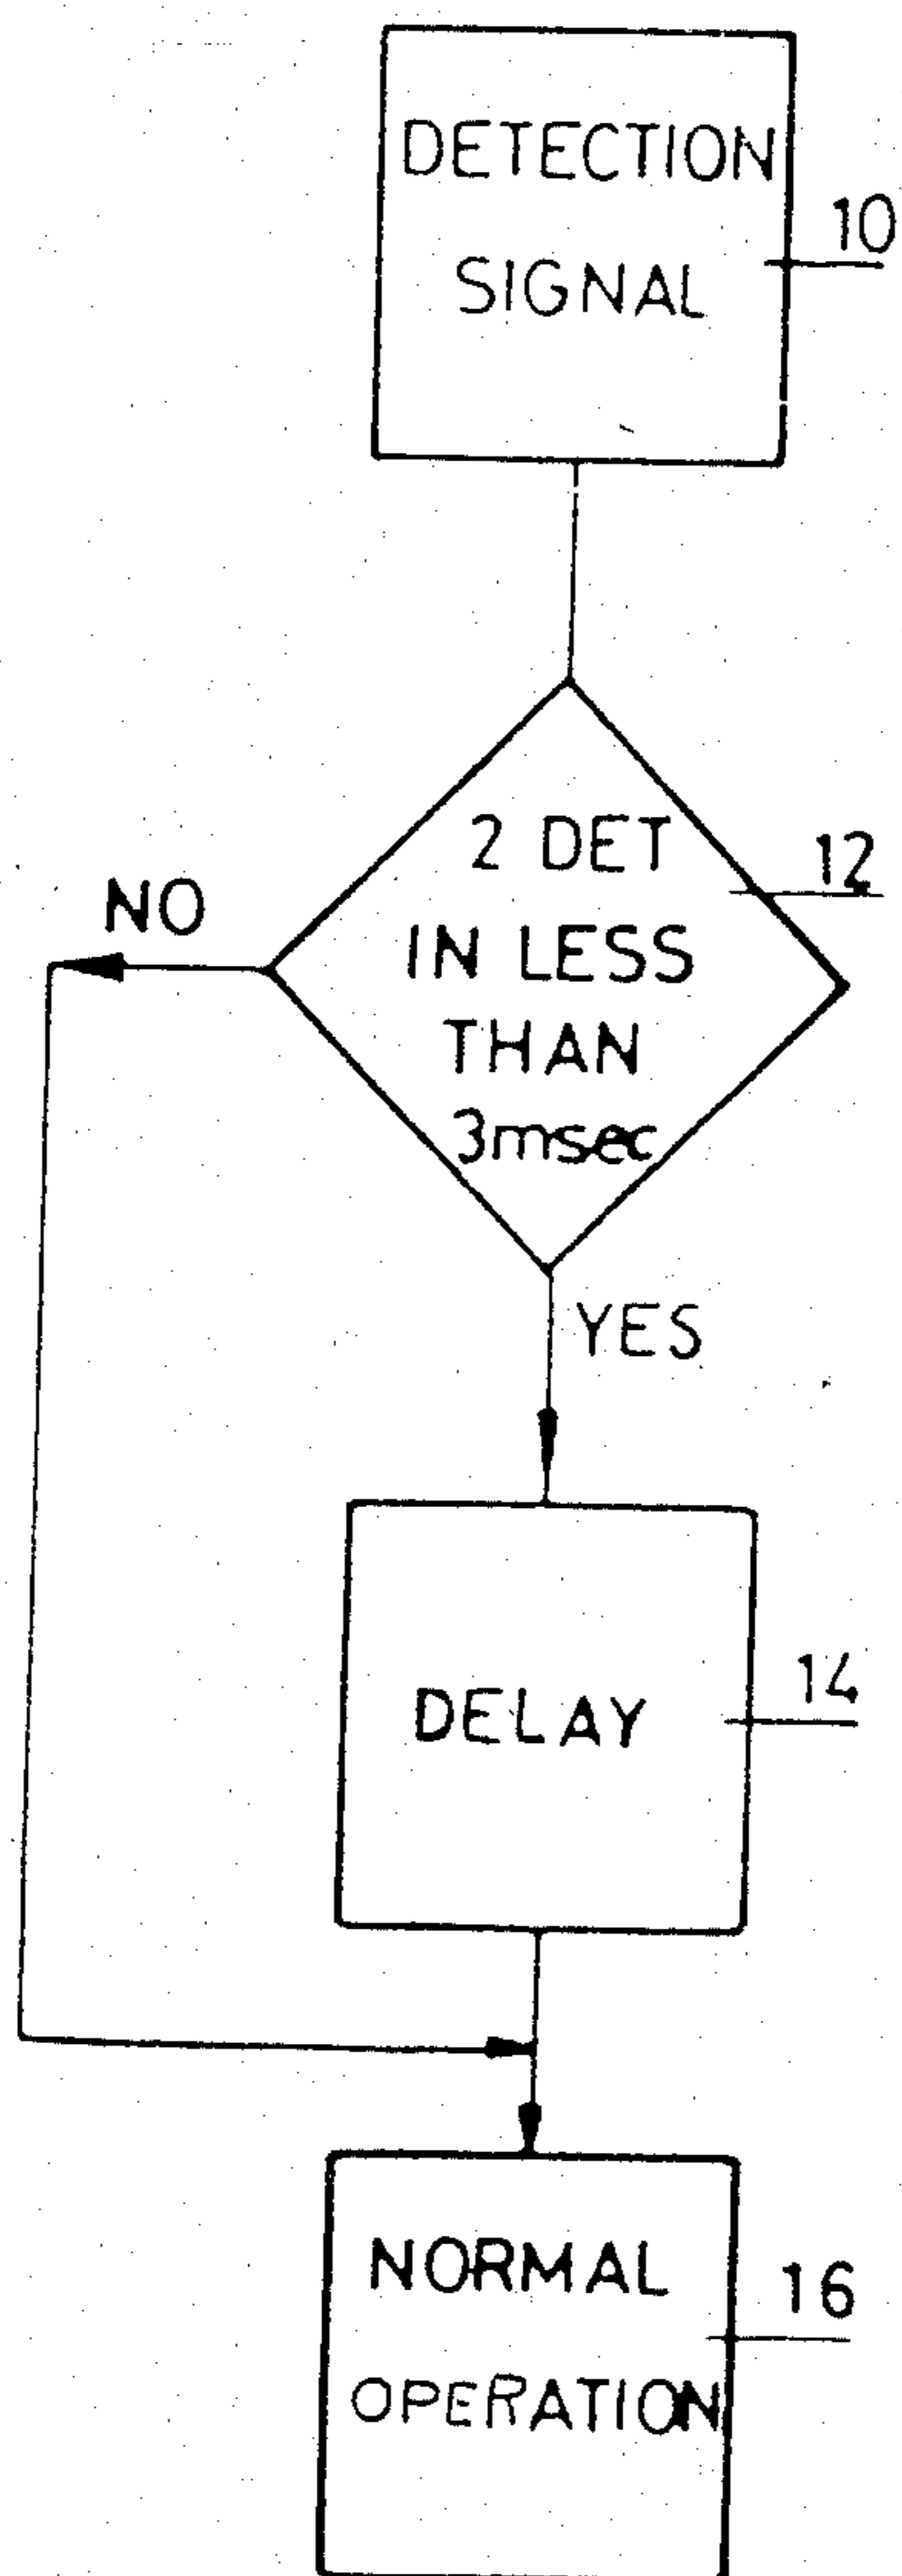 DETECTION
SIGNAL
10
2 DET
IN LESS
THAN
3msec
12
NO
YES
DELAY
14
NORMAL
OPERATION
16